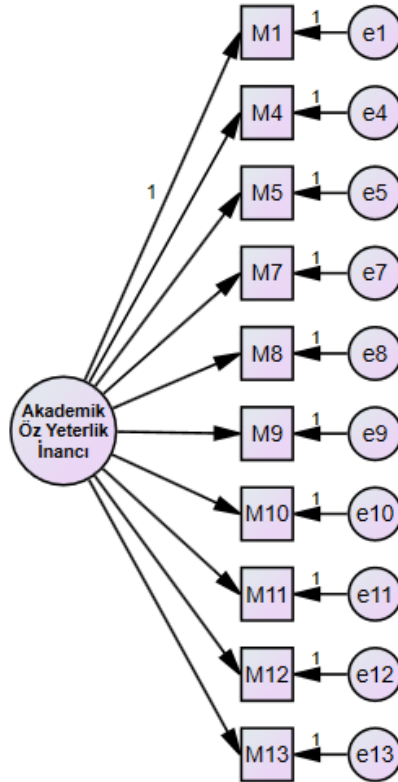 M1
1
e1
M4
1
e4
1
M5
1
e5
M7
1
e7
M8
1
e8
Akademik
Öz Yeterlik
İnancı
M9
1
e9
M10
1
e10
M11
1
e11
M12
1
e12
M13
1
e13